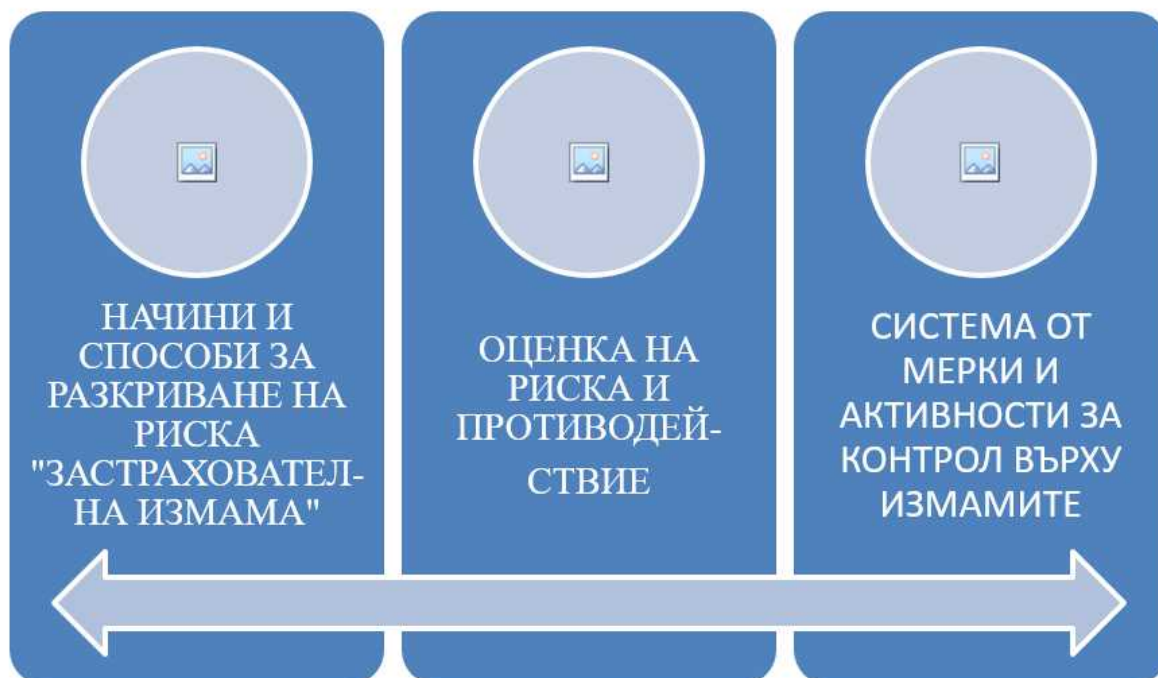 НАЧИНИ И
СПОСОБИ ЗА
РАЗКРИВАНЕ НА
РИСКА
"ЗАСТРАХОВАТЕЛ-
НА ИЗМАМА"
ОЦЕНКА НА
РИСКА И
ПРОТИВОДЕЙ-
СТВИЕ
СИСТЕМА ОТ
МЕРКИ И
АКТИВНОСТИ ЗА
КОНТРОЛ ВЪРХУ
ИЗМАМИТЕ